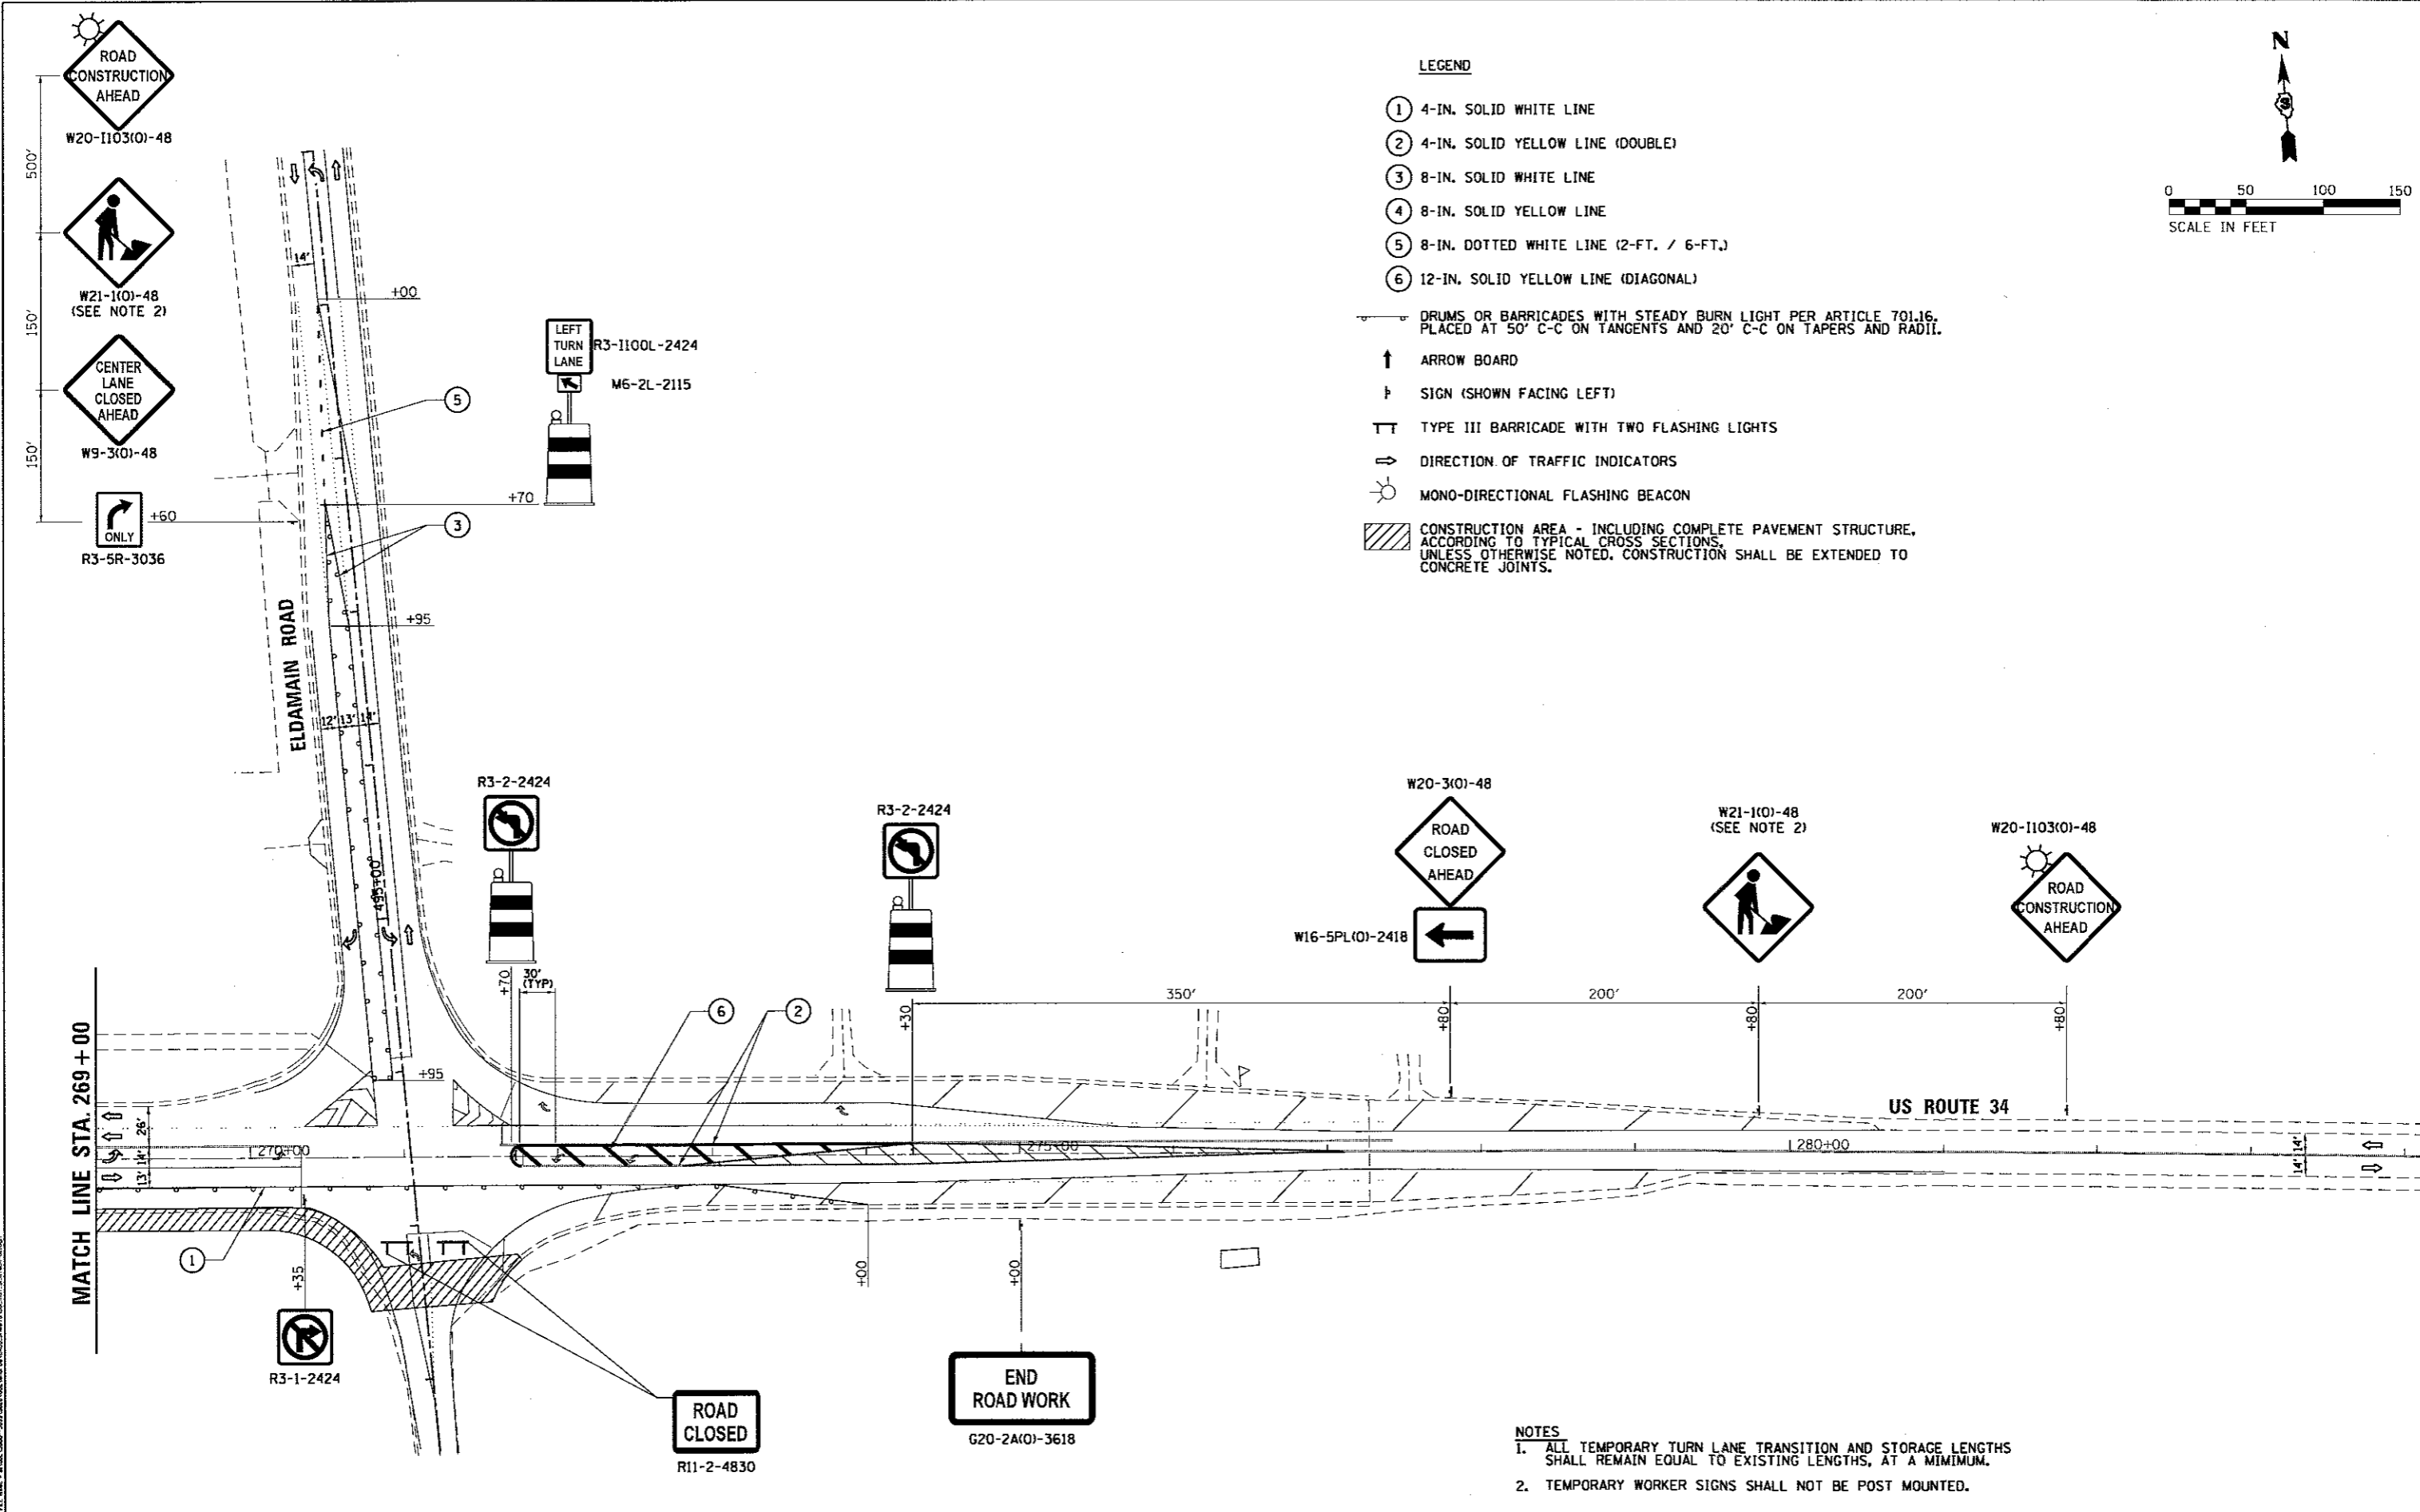 ROAD
CONSTRUCTION
AHEAD
W20-I103(O)-48
500'
W21-1(O)-48
(SEE NOTE 2)
150'
CENTER
LANE
CLOSED
AHEAD
W9-3(O)-48
150'
ONLY
+60
R3-5R-3036
14'
+00
5
LEFT
TURN
LANE
R3-I100L-2424
M6-2L-2115
+70
3
+95
ELDAMAIN ROAD
12' 13' 14'
495+00
+95
LEGEND
1 4-IN. SOLID WHITE LINE
2 4-IN. SOLID YELLOW LINE (DOUBLE)
3 8-IN. SOLID WHITE LINE
4 8-IN. SOLID YELLOW LINE
5 8-IN. DOTTED WHITE LINE (2-FT. / 6-FT.)
6 12-IN. SOLID YELLOW LINE (DIAGONAL)
DRUMS OR BARRICADES WITH STEADY BURN LIGHT PER ARTICLE 701.16.
PLACED AT 50' C-C ON TANGENTS AND 20' C-C ON TAPERS AND RADII.
ARROW BOARD
SIGN (SHOWN FACING LEFT)
TYPE III BARRICADE WITH TWO FLASHING LIGHTS
DIRECTION OF TRAFFIC INDICATORS
MONO-DIRECTIONAL FLASHING BEACON
CONSTRUCTION AREA - INCLUDING COMPLETE PAVEMENT STRUCTURE,
ACCORDING TO TYPICAL CROSS SECTIONS.
UNLESS OTHERWISE NOTED. CONSTRUCTION SHALL BE EXTENDED TO
CONCRETE JOINTS.
N
0 50 100 150
SCALE IN FEET
R3-2-2424
+70
30'
(TYP)
6
2
R3-2-2424
+30
350'
W20-3(O)-48
ROAD
CLOSED
AHEAD
W16-5PL(O)-2418
+80
200'
W21-1(O)-48
(SEE NOTE 2)
+80
200'
W20-I103(O)-48
ROAD
CONSTRUCTION
AHEAD
+80
US ROUTE 34
MATCH LINE STA. 269+00
26'
14'
13'
270+00
275+00
280+00
14' 14'
1
+35
R3-1-2424
ROAD
CLOSED
R11-2-4830
+00
+00
END
ROAD WORK
G20-2A(O)-3618
NOTES
1. ALL TEMPORARY TURN LANE TRANSITION AND STORAGE LENGTHS
SHALL REMAIN EQUAL TO EXISTING LENGTHS, AT A MIMIMUM.
2. TEMPORARY WORKER SIGNS SHALL NOT BE POST MOUNTED.